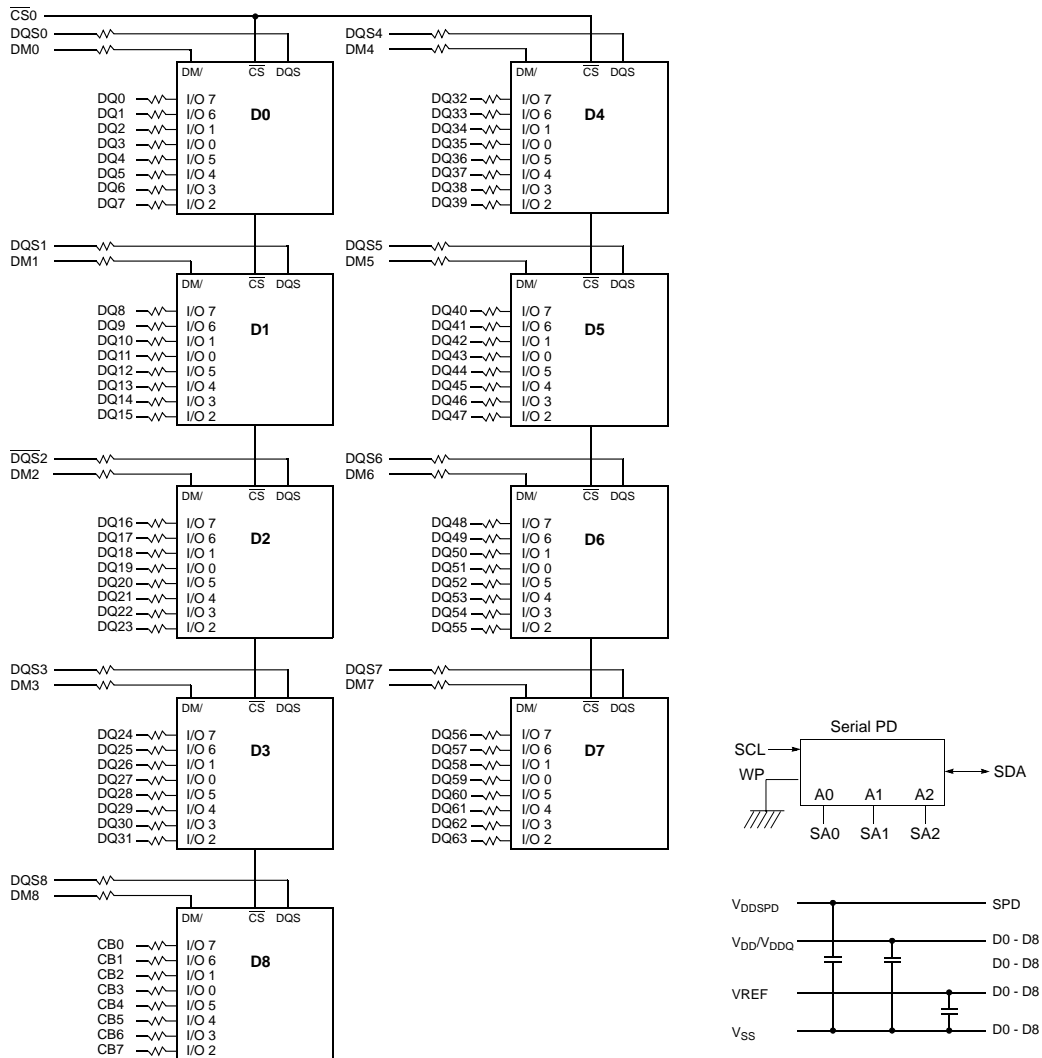 CS0
DQS0
DM0
DM/ CS DQS
D0
DQ0 I/O 7
DQ1 I/O 6
DQ2 I/O 1
DQ3 I/O 0
DQ4 I/O 5
DQ5 I/O 4
DQ6 I/O 3
DQ7 I/O 2
DQS1
DM1
DM/ CS DQS
D1
DQ8 I/O 7
DQ9 I/O 6
DQ10 I/O 1
DQ11 I/O 0
DQ12 I/O 5
DQ13 I/O 4
DQ14 I/O 3
DQ15 I/O 2
DQS2
DM2
DM/ CS DQS
D2
DQ16 I/O 7
DQ17 I/O 6
DQ18 I/O 1
DQ19 I/O 0
DQ20 I/O 5
DQ21 I/O 4
DQ22 I/O 3
DQ23 I/O 2
DQS3
DM3
DM/ CS DQS
D3
DQ24 I/O 7
DQ25 I/O 6
DQ26 I/O 1
DQ27 I/O 0
DQ28 I/O 5
DQ29 I/O 4
DQ30 I/O 3
DQ31 I/O 2
DQS8
DM8
DM/ CS DQS
D8
CB0 I/O 7
CB1 I/O 6
CB2 I/O 1
CB3 I/O 0
CB4 I/O 5
CB5 I/O 4
CB6 I/O 3
CB7 I/O 2
DQS4
DM4
DM/ CS DQS
D4
DQ32 I/O 7
DQ33 I/O 6
DQ34 I/O 1
DQ35 I/O 0
DQ36 I/O 5
DQ37 I/O 4
DQ38 I/O 3
DQ39 I/O 2
DQS5
DM5
DM/ CS DQS
D5
DQ40 I/O 7
DQ41 I/O 6
DQ42 I/O 1
DQ43 I/O 0
DQ44 I/O 5
DQ45 I/O 4
DQ46 I/O 3
DQ47 I/O 2
DQS6
DM6
DM/ CS DQS
D6
DQ48 I/O 7
DQ49 I/O 6
DQ50 I/O 1
DQ51 I/O 0
DQ52 I/O 5
DQ53 I/O 4
DQ54 I/O 3
DQ55 I/O 2
DQS7
DM7
DM/ CS DQS
D7
DQ56 I/O 7
DQ57 I/O 6
DQ58 I/O 1
DQ59 I/O 0
DQ60 I/O 5
DQ61 I/O 4
DQ62 I/O 3
DQ63 I/O 2
Serial PD
SCL
WP
SDA
A0 A1 A2
SA0 SA1 SA2
VDDSPD SPD
VDD/VDDQ D0 - D8
D0 - D8
VREF D0 - D8
VSS D0 - D8